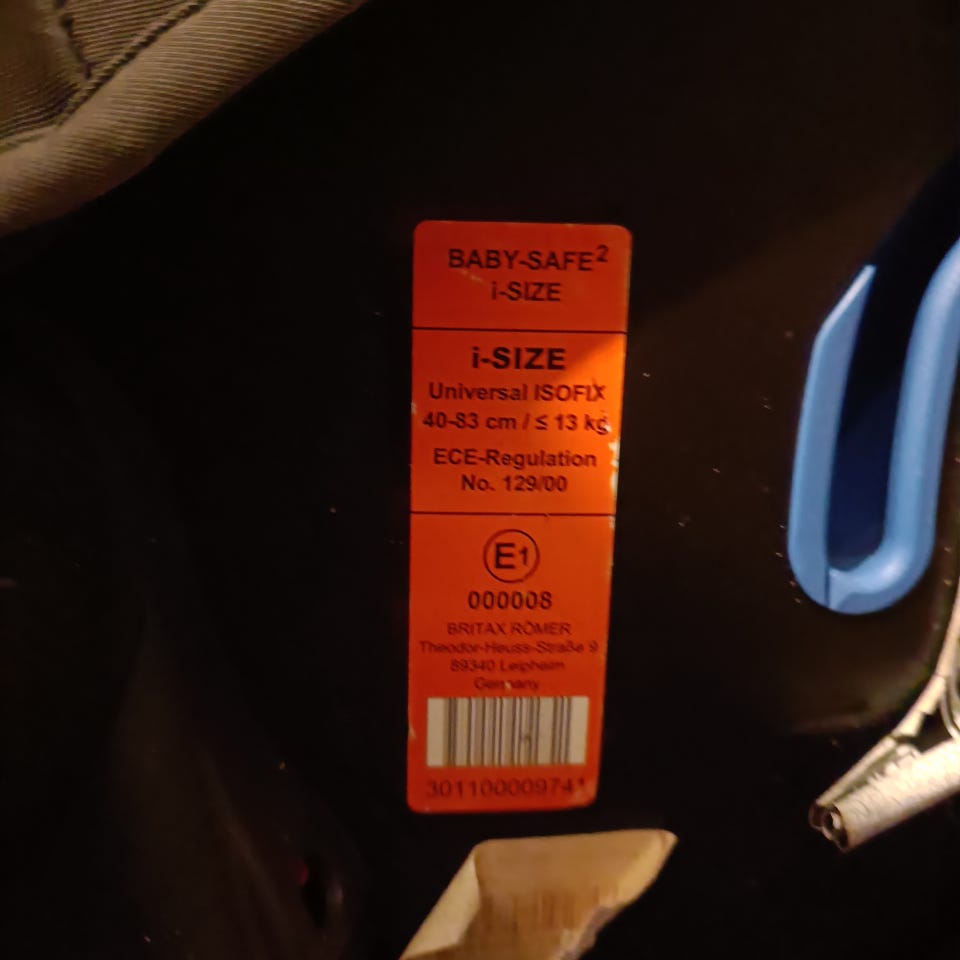 BABY-SAFE²
i-SIZE
i-SIZE
Universal ISOFIX
40-83 cm / ≤ 13 kg
ECE-Regulation
No. 129/00
E1
000008
BRITAX RÖMER
Theodor-Heuss-Straße 9
89340 Leipheim
Germany
301100009741